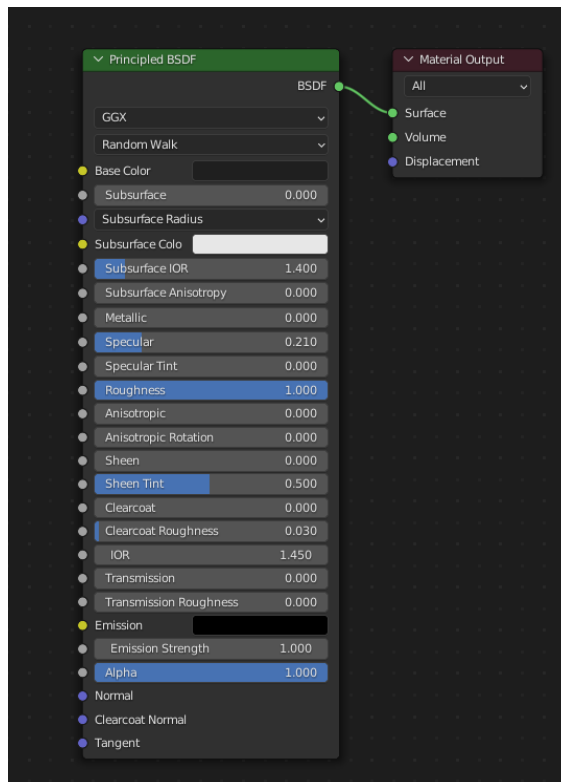 Principled BSDF
BSDF
GGX
Random Walk
Base Color
Subsurface 0.000
Subsurface Radius
Subsurface Colo
Subsurface IOR 1.400
Subsurface Anisotropy 0.000
Metallic 0.000
Specular 0.210
Specular Tint 0.000
Roughness 1.000
Anisotropic 0.000
Anisotropic Rotation 0.000
Sheen 0.000
Sheen Tint 0.500
Clearcoat 0.000
Clearcoat Roughness 0.030
IOR 1.450
Transmission 0.000
Transmission Roughness 0.000
Emission
Emission Strength 1.000
Alpha 1.000
Normal
Clearcoat Normal
Tangent
Material Output
All
Surface
Volume
Displacement